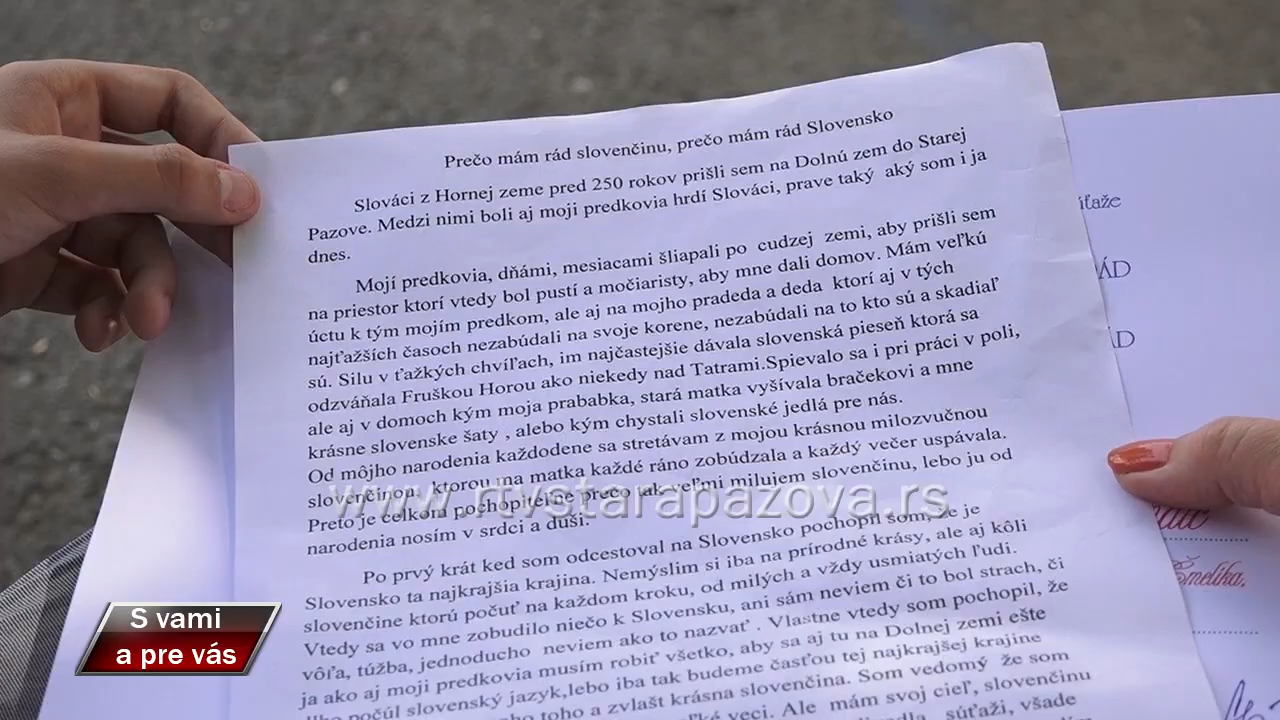 Prečo mám rád slovenčinu, prečo mám rád Slovensko
Slováci z Hornej zeme pred 250 rokov prišli sem na Dolnú zem do Starej
Pazove. Medzi nimi boli aj moji predkovia hrdí Slováci, prave taký aký som i ja
dnes.
Mojí predkovia, dňámi, mesiacami šliapali po cudzej zemi, aby prišli sem
na priestor ktorí vtedy bol pustí a močiaristy, aby mne dali domov. Mám veľkú
úctu k tým mojím predkom, ale aj na mojho pradeda a deda ktorí aj v tých
najťažších časoch nezabúdali na svoje korene, nezabúdali na to kto sú a skadiaľ
sú. Silu v ťažkých chvíľach, im najčastejšie dávala slovenská pieseň ktorá sa
odzváňala Fruškou Horou ako niekedy nad Tatrami.Spievalo sa i pri práci v poli,
ale aj v domoch kým moja prababka, stará matka vyšívala bračekovi a mne
krásne slovenske šaty , alebo kým chystali slovenské jedlá pre nás.
Od môjho narodenia každodene sa stretávam z mojou krásnou milozvučnou
slovenčinou, ktorou ma matka každé ráno zobúdzala a každý večer uspávala.
Preto je celkom pochopiteľne prečo tak veľmi milujem slovenčinu, lebo ju od
narodenia nosím v srdci a duši.
Po prvý krát ked som odcestoval na Slovensko pochopil som, že je
Slovensko ta najkrajšia krajina. Nemýslim si iba na prírodné krásy, ale aj kôli
slovenčine ktorú počuť na každom kroku, od milých a vždy usmiatých ľudi.
Vtedy sa vo mne zobudilo niečo k Slovensku, ani sám neviem či to bol strach, či
vôľa, túžba, jednoducho neviem ako to nazvať . Vlastne vtedy som pochopil, že
ja ako aj moji predkovia musím robiť všetko, aby sa aj tu na Dolnej zemi ešte
počúl slovenský jazyk,lebo iba tak budeme časťou tej najkrajšej krajine
toho a zvlašt krásna slovenčina. Som vedomý že som
veci. Ale mám svoj cieľ, slovenčinu
súťaži, všade
www.rtvstarapazova.rs
S vami
a pre vás
ÁD
ÁD